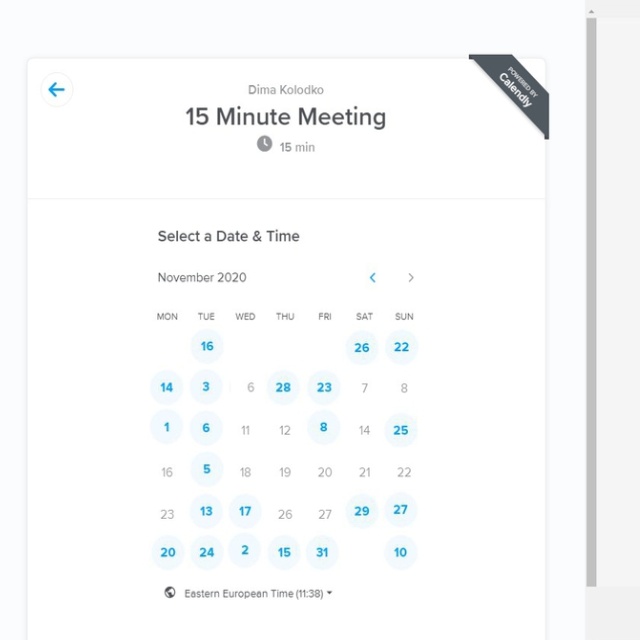 POWERED BY
Calendly
Dima Kolodko
15 Minute Meeting
15 min
Select a Date & Time
November 2020
MON TUE WED THU FRI SAT SUN
16 26 22
14 3 6 28 23 7 8
1 6 11 12 8 14 25
16 5 18 19 20 21 22
23 13 17 26 27 29 27
20 24 2 15 31 10
Eastern European Time (11:38)